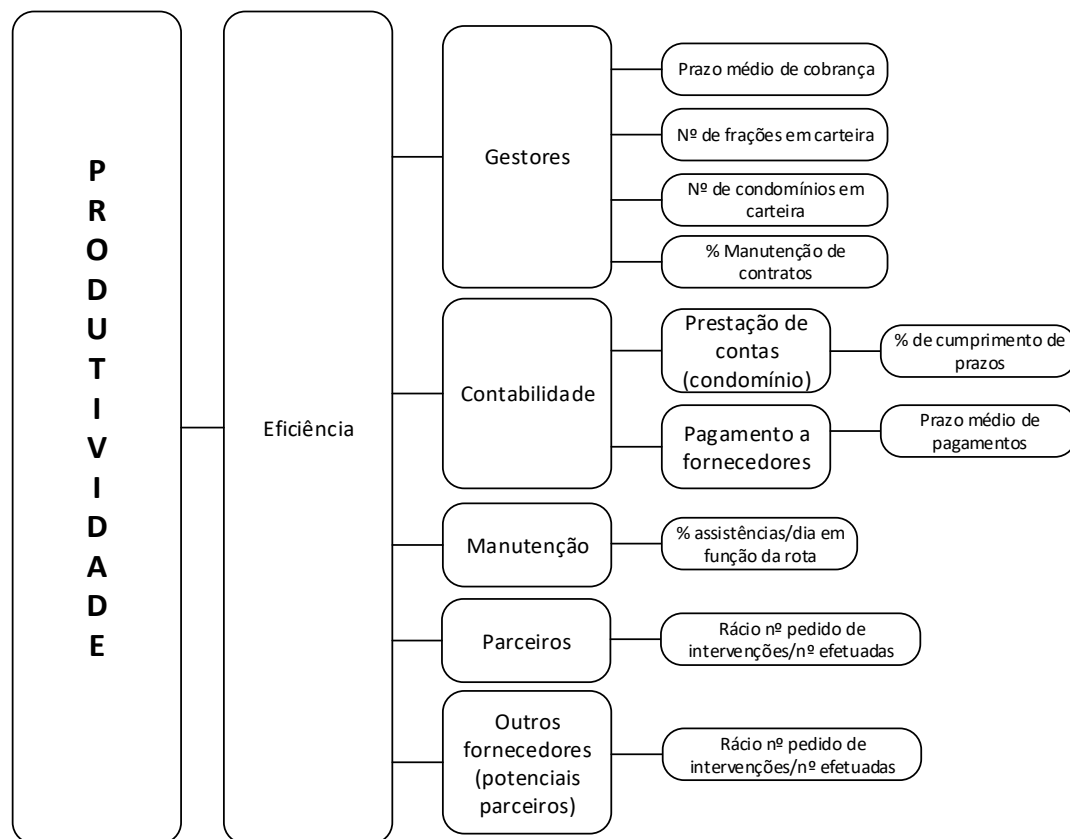 PRODUTIVIDADE
Eficiência
Gestores
Prazo médio de cobrança
Nº de frações em carteira
Nº de condomínios em
carteira
% Manutenção de
contratos
Contabilidade
Prestação de
contas
(condomínio)
% de cumprimento de
prazos
Pagamento a
fornecedores
Prazo médio de
pagamentos
Manutenção
% assistências/dia em
função da rota
Parceiros
Rácio nº pedido de
intervenções/nº efetuadas
Outros
fornecedores
(potenciais
parceiros)
Rácio nº pedido de
intervenções/nº efetuadas